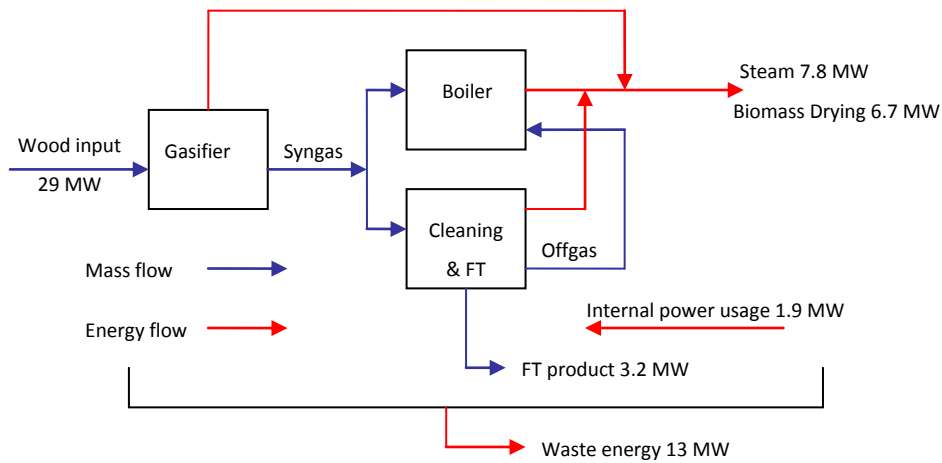 Steam 7.8 MW
Boiler
Biomass Drying 6.7 MW
Wood input
Gasifier
Syngas
29 MW
Cleaning
& FT
Offgas
Mass flow
Internal power usage 1.9 MW
Energy flow
FT product 3.2 MW
Waste energy 13 MW